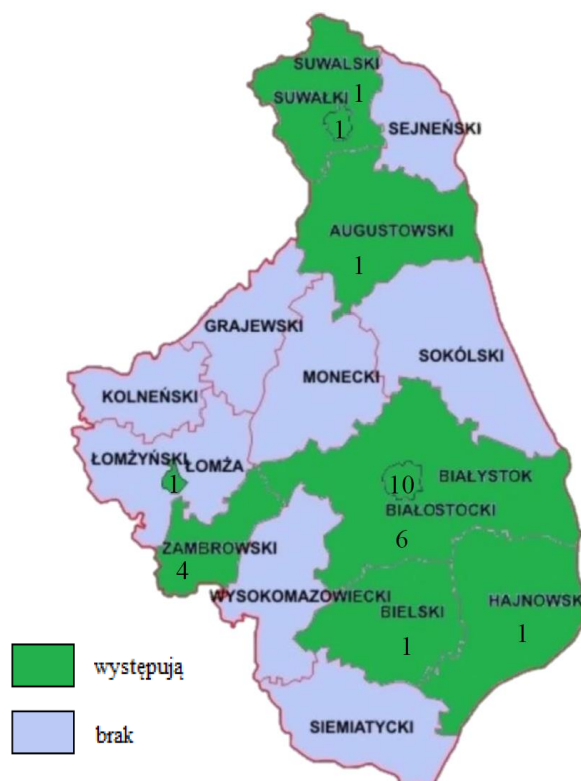 SUWALSKI
SUWAŁKI 1
1
SEJNEŃSKI
AUGUSTOWSKI
1
GRAJEWSKI
MONECKI
SOKÓLSKI
KOLNEŃSKI
ŁOMŻYŃSKI
ŁOMŻA
1
BIAŁYSTOK
10
BIAŁOSTOCKI
6
ZAMBROWSKI
4
WYSOKOMAZOWIECKI
BIELSKI
1
HAJNOWSK
1
SIEMIATYCKI
występują
brak